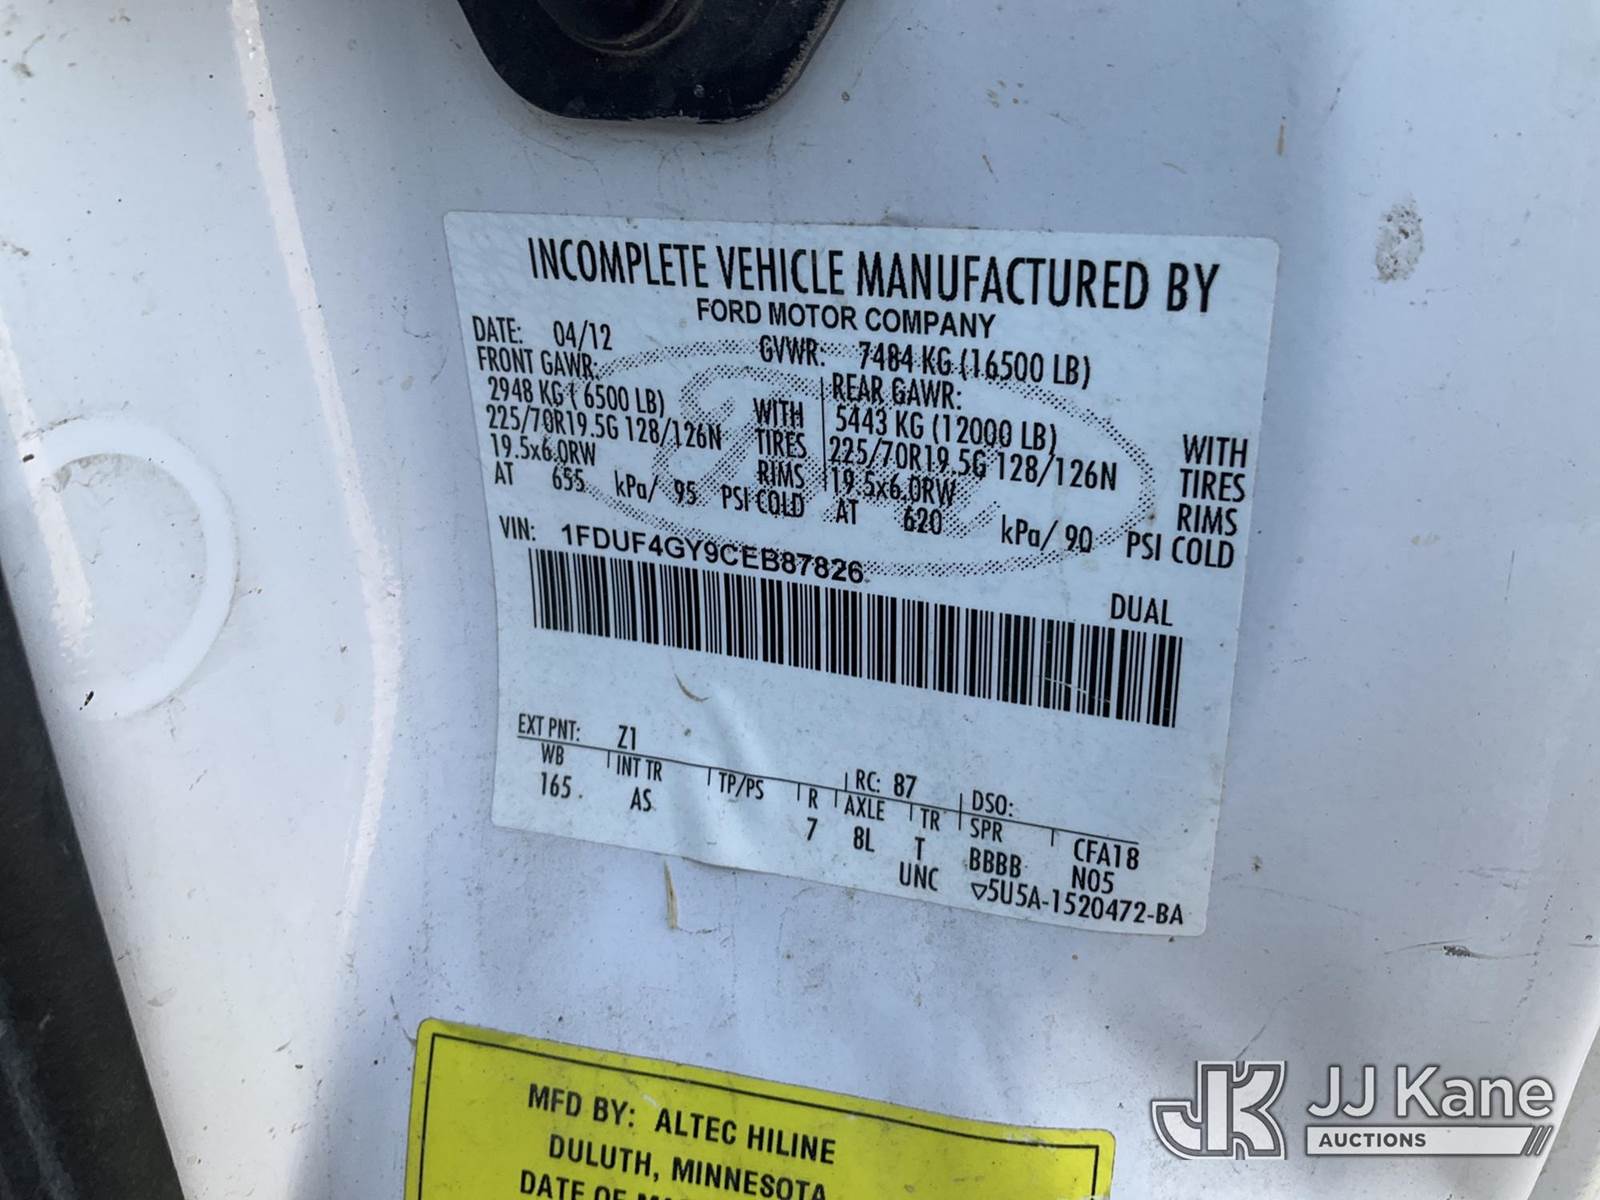 INCOMPLETE VEHICLE MANUFACTURED BY
FORD MOTOR COMPANY
DATE: 04/12 GVWR: 7484 KG (16500 LB)
FRONT GAWR: REAR GAWR:
2948 KG ( 6500 LB) WITH 5443 KG (12000 LB) WITH
225/70R19.5G 128/126N TIRES 225/70R19.5G 128/126N TIRES
19.5x6.0RW RIMS 19.5x6.0RW RIMS
AT 655 kPa/ 95 PSI COLD AT 620 kPa/ 90 PSI COLD
VIN: 1FDUF4GY9CEB87826
DUAL
EXT PNT: Z1 RC: 87 DSO:
WB INT TR TP/PS R AXLE TR SPR CFA18
165 AS 7 8L T BBBB N05
UNC ▽5U5A-1520472-BA
MFD BY: ALTEC HILINE
DULUTH, MINNESOTA
DATE OF
JK JJ Kane
AUCTIONS